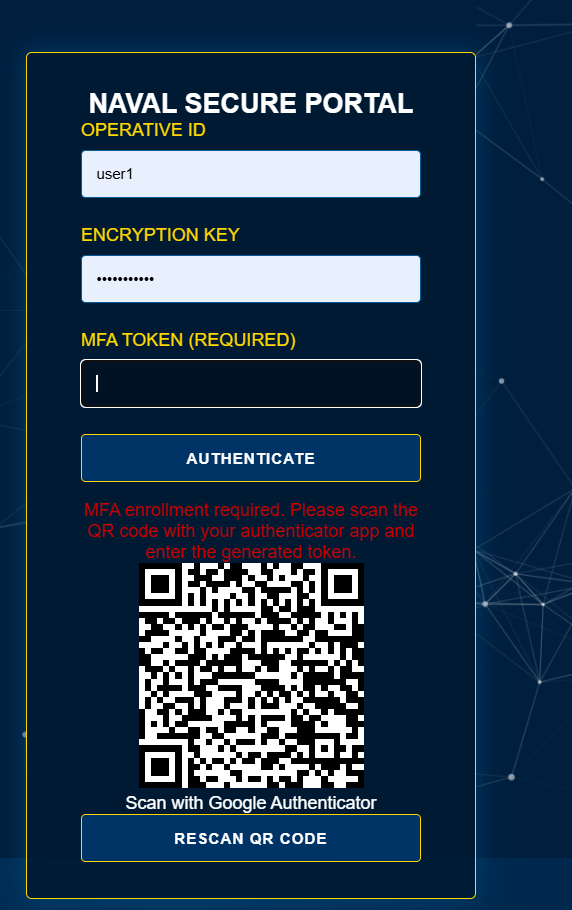 NAVAL SECURE PORTAL
OPERATIVE ID
user1
ENCRYPTION KEY
•••••••••••
MFA TOKEN (REQUIRED)
AUTHENTICATE
MFA enrollment required. Please scan the
QR code with your authenticator app and
enter the generated token.
Scan with Google Authenticator
RESCAN QR CODE